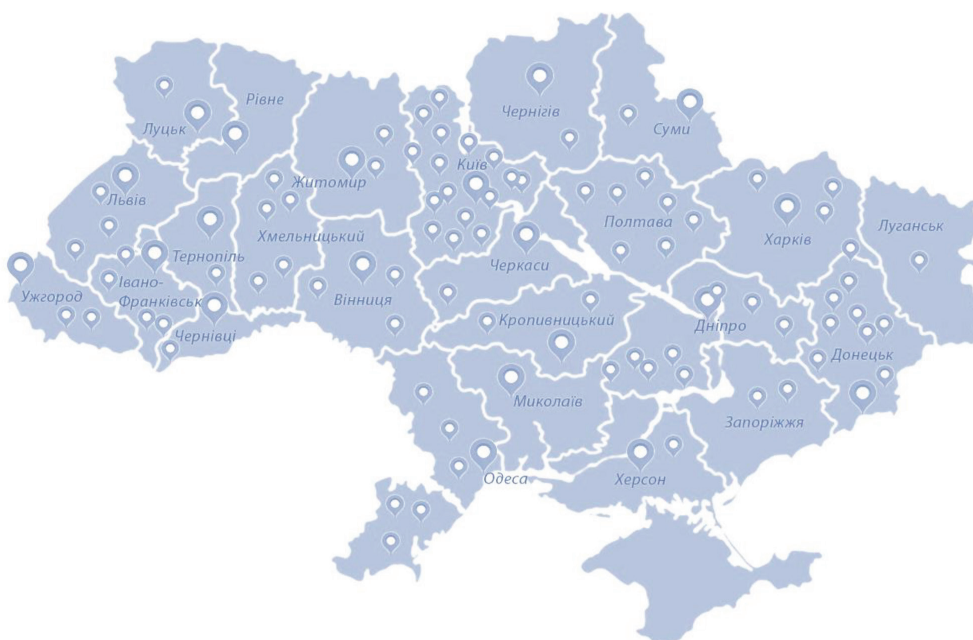 Рівне
Чернігів
Луцьк
Суми
Київ
Житомир
Львів
Полтава
Луганськ
Хмельницький
Харків
Тернопіль
Черкаси
Івано-
Франківськ
Ужгород
Вінниця
Кропивницький
Дніпро
Чернівці
Донецьк
Миколаїв
Запоріжжя
Одеса
Херсон